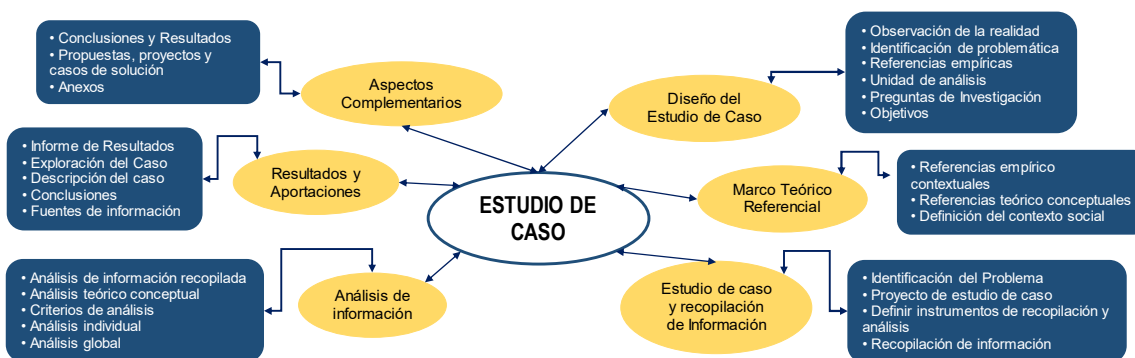 • Conclusiones y Resultados
• Propuestas, proyectos y
casos de solución
• Anexos
Aspectos
Complementarios
• Observación de la realidad
• Identificación de problemática
• Referencias empíricas
• Unidad de análisis
• Preguntas de Investigación
• Objetivos
Diseño del
Estudio de Caso
• Informe de Resultados
• Exploración del Caso
• Descripción del caso
• Conclusiones
• Fuentes de información
Resultados y
Aportaciones
ESTUDIO DE
CASO
Marco Teórico
Referencial
• Referencias empírico
contextuales
• Referencias teórico conceptuales
• Definición del contexto social
• Análisis de información recopilada
• Análisis teórico conceptual
• Criterios de análisis
• Análisis individual
• Análisis global
Análisis de
información
Estudio de caso
y recopilación
de Información
• Identificación del Problema
• Proyecto de estudio de caso
• Definir instrumentos de recopilación y
análisis
• Recopilación de información